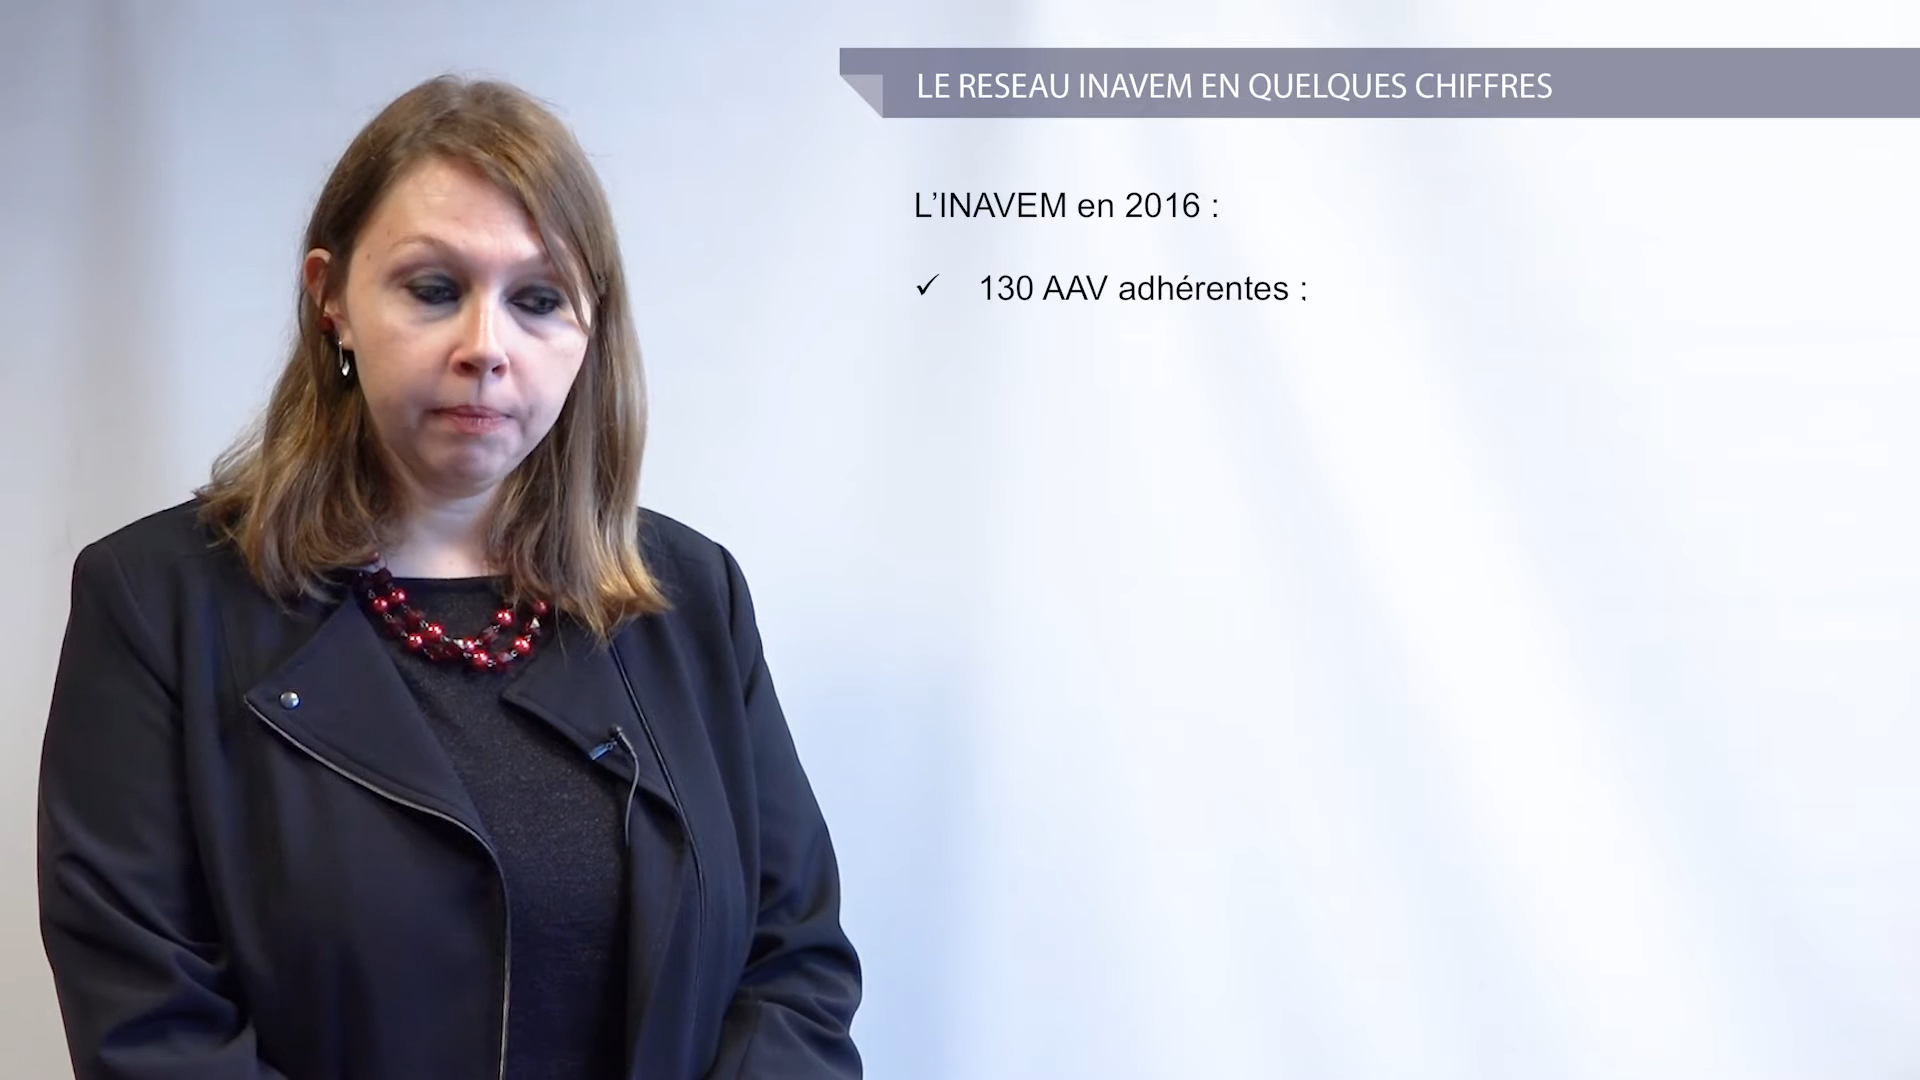 LE RESEAU INAVEM EN QUELQUES CHIFFRES
L’INAVEM en 2016 :
✓ 130 AAV adhérentes :